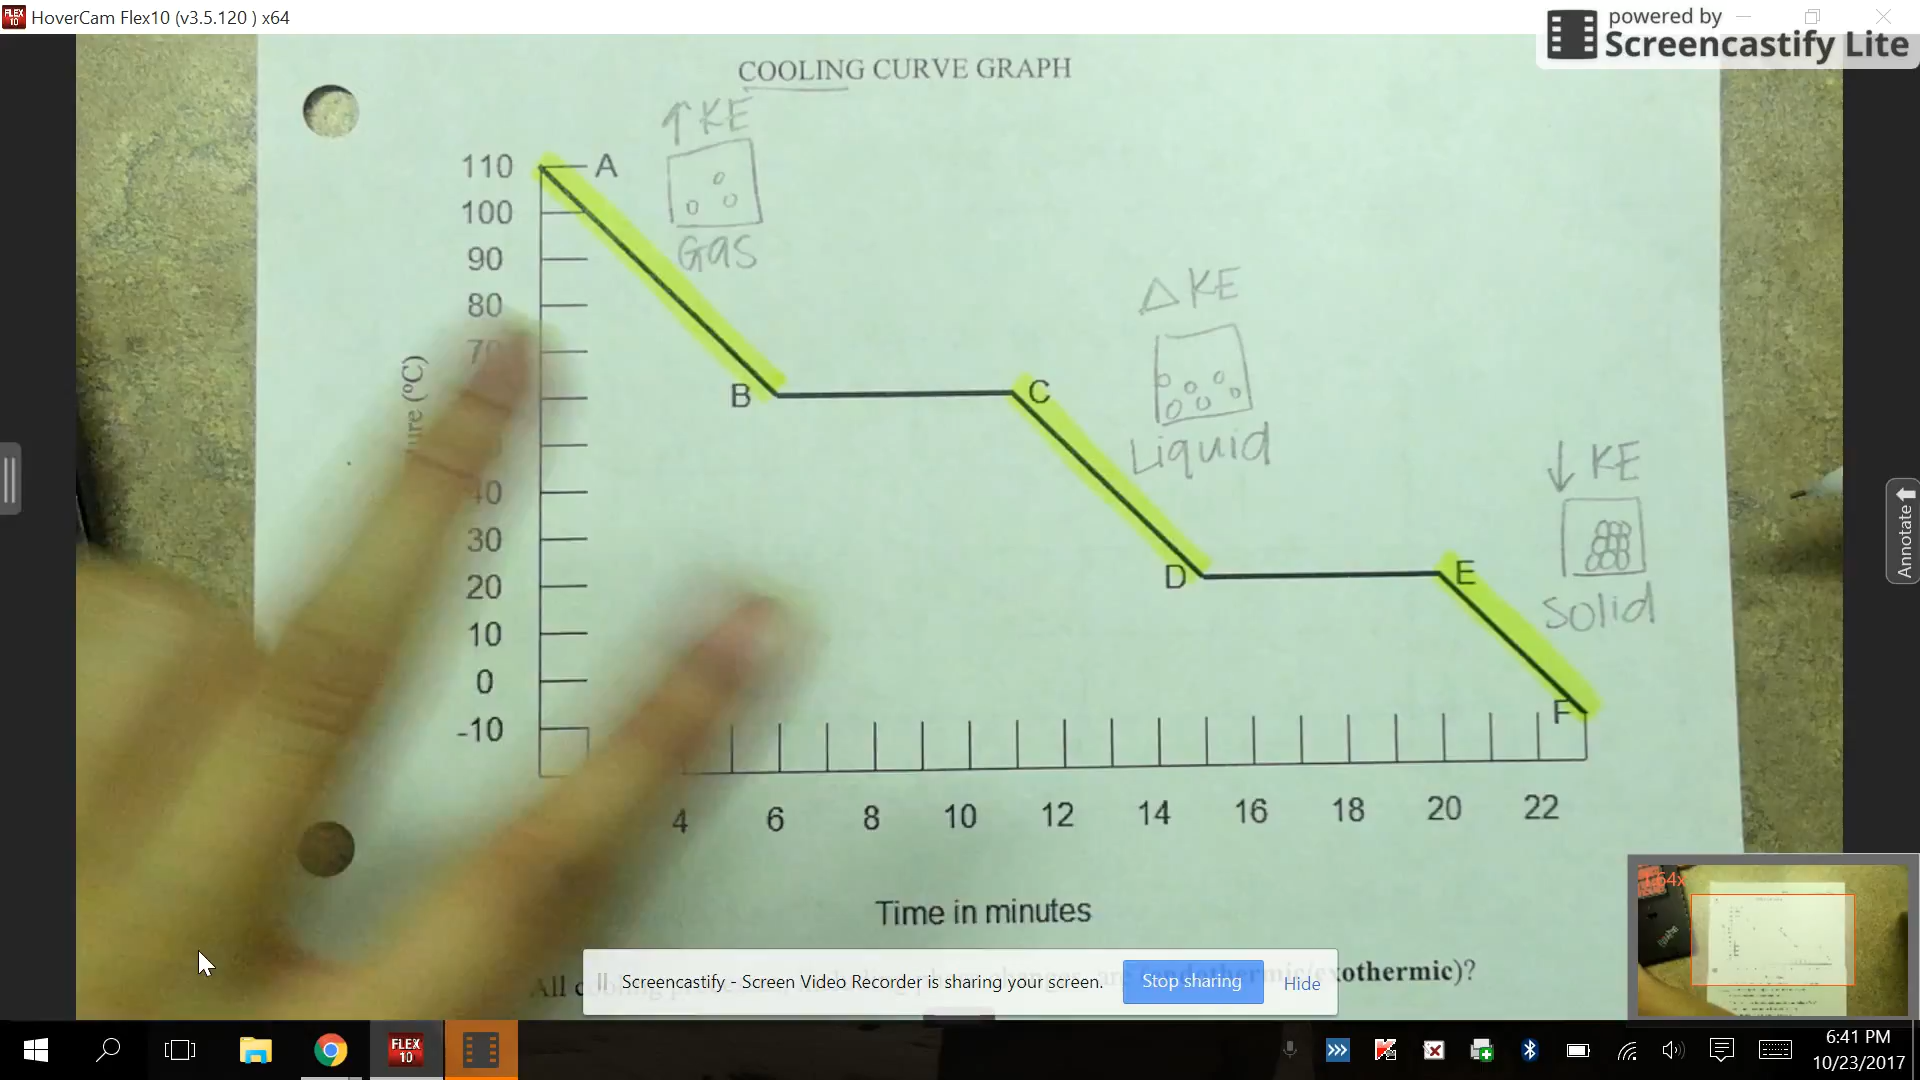 HoverCam Flex10 (v3.5.120 ) x64
powered by
Screencastify Lite
COOLING CURVE GRAPH
↑ KE
Gas
△ KE
Liquid
↓ KE
Solid
A
B
C
D
E
F
110
100
90
80
40
30
20
10
0
-10
(ºC)
4 6 8 10 12 14 16 18 20 22
Time in minutes
All
exothermic)?
Screencastify - Screen Video Recorder is sharing your screen.
Stop sharing
Hide
Annotate
FLEX
10
6:41 PM
10/23/2017